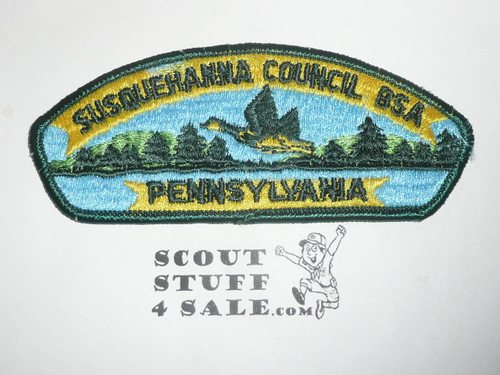 SUSQUEHANNA COUNCIL BSA
PENNSYLVANIA
SCOUT
STUFF
4 SALE.COM